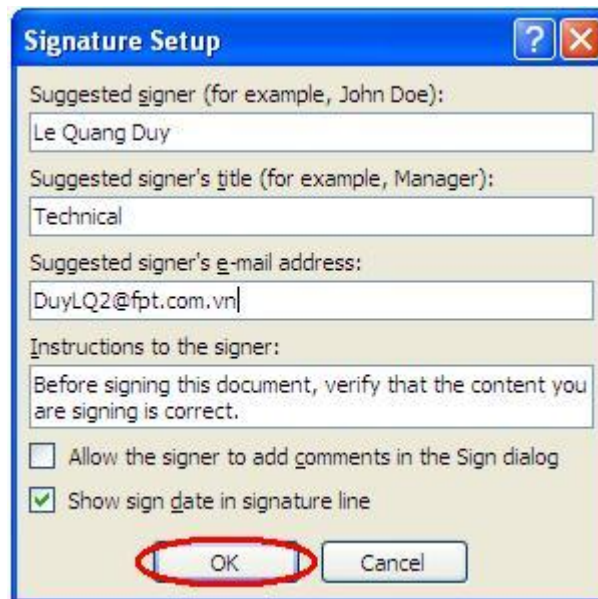 Signature Setup
Suggested signer (for example, John Doe):
Le Quang Duy
Suggested signer's title (for example, Manager):
Technical
Suggested signer's e-mail address:
DuyLQ2@fpt.com.vn
Instructions to the signer:
Before signing this document, verify that the content you
are signing is correct.
Allow the signer to add comments in the Sign dialog
Show sign date in signature line
OK Cancel